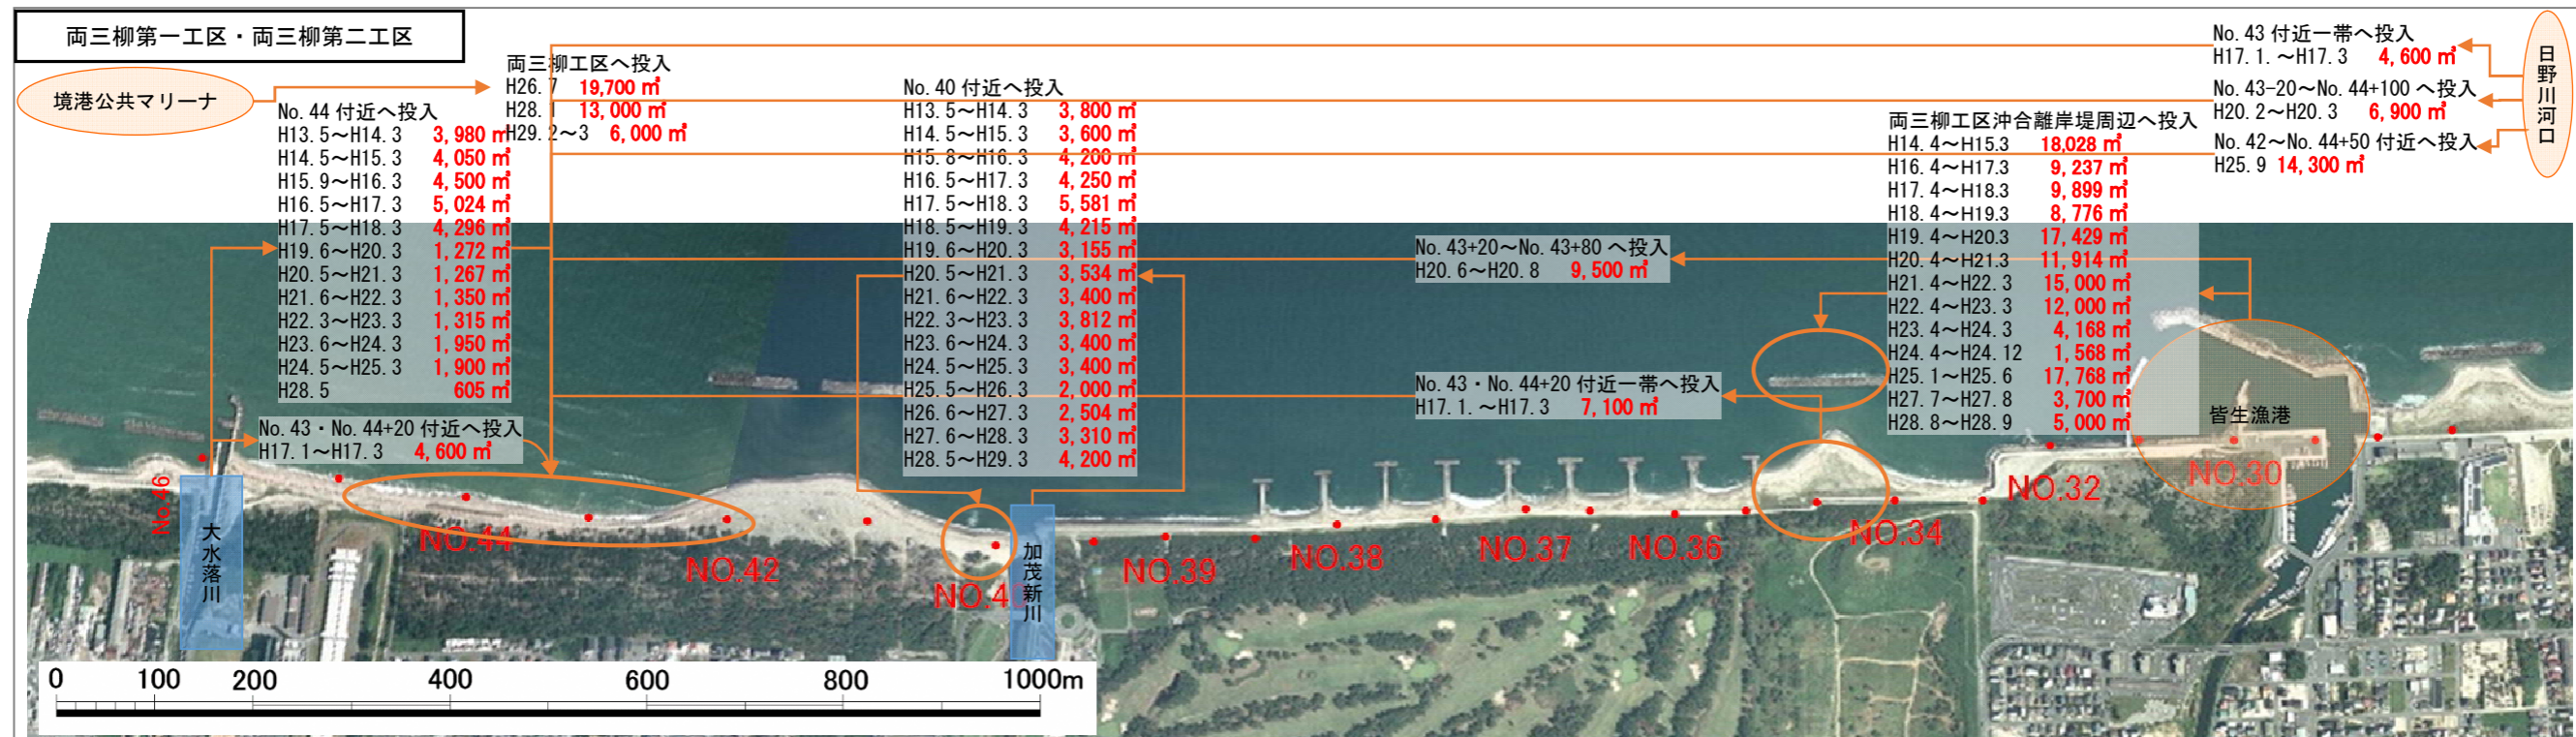 両三柳第一工区・両三柳第二工区
境港公共マリーナ
両三柳工区へ投入
H26.7 19,700 ㎥
H28.1 13,000 ㎥
H29.2~3 6,000 ㎥
No.44 付近へ投入
H13.5~H14.3 3,980 ㎥
H14.5~H15.3 4,050 ㎥
H15.9~H16.3 4,500 ㎥
H16.5~H17.3 5,024 ㎥
H17.5~H18.3 4,296 ㎥
H19.6~H20.3 1,272 ㎥
H20.5~H21.3 1,267 ㎥
H21.6~H22.3 1,350 ㎥
H22.3~H23.3 1,315 ㎥
H23.6~H24.3 1,950 ㎥
H24.5~H25.3 1,900 ㎥
H28.5 605 ㎥
No.43・No.44+20 付近へ投入
H17.1~H17.3 4,600 ㎥
No.40 付近へ投入
H13.5~H14.3 3,800 ㎥
H14.5~H15.3 3,600 ㎥
H15.8~H16.3 4,200 ㎥
H16.5~H17.3 4,250 ㎥
H17.5~H18.3 5,581 ㎥
H18.5~H19.3 4,215 ㎥
H19.6~H20.3 3,155 ㎥
H20.5~H21.3 3,534 ㎥
H21.6~H22.3 3,400 ㎥
H22.3~H23.3 3,812 ㎥
H23.6~H24.3 3,400 ㎥
H24.5~H25.3 3,400 ㎥
H25.5~H26.3 2,000 ㎥
H26.6~H27.3 2,504 ㎥
H27.6~H28.3 3,310 ㎥
H28.5~H29.3 4,200 ㎥
No.43+20~No.43+80 へ投入
H20.6~H20.8 9,500 ㎥
No.43・No.44+20 付近一帯へ投入
H17.1.~H17.3 7,100 ㎥
両三柳工区沖合離岸堤周辺へ投入
H14.4~H15.3 18,028 ㎥
H16.4~H17.3 9,237 ㎥
H17.4~H18.3 9,899 ㎥
H18.4~H19.3 8,776 ㎥
H19.4~H20.3 17,429 ㎥
H20.4~H21.3 11,914 ㎥
H21.4~H22.3 15,000 ㎥
H22.4~H23.3 12,000 ㎥
H23.4~H24.3 4,168 ㎥
H24.4~H24.12 1,568 ㎥
H25.1~H25.6 17,768 ㎥
H27.7~H27.8 3,700 ㎥
H28.8~H28.9 5,000 ㎥
No.43 付近一帯へ投入
H17.1.~H17.3 4,600 ㎥
No.43-20~No.44+100 へ投入
H20.2~H20.3 6,900 ㎥
No.42~No.44+50 付近へ投入
H25.9 14,300 ㎥
日野川河口
皆生漁港
No.46
大水落川
NO.44
NO.42
NO.40
加茂新川
NO.39
NO.38
NO.37
NO.36
NO.34
NO.32
NO.30
0 100 200 400 600 800 1000m